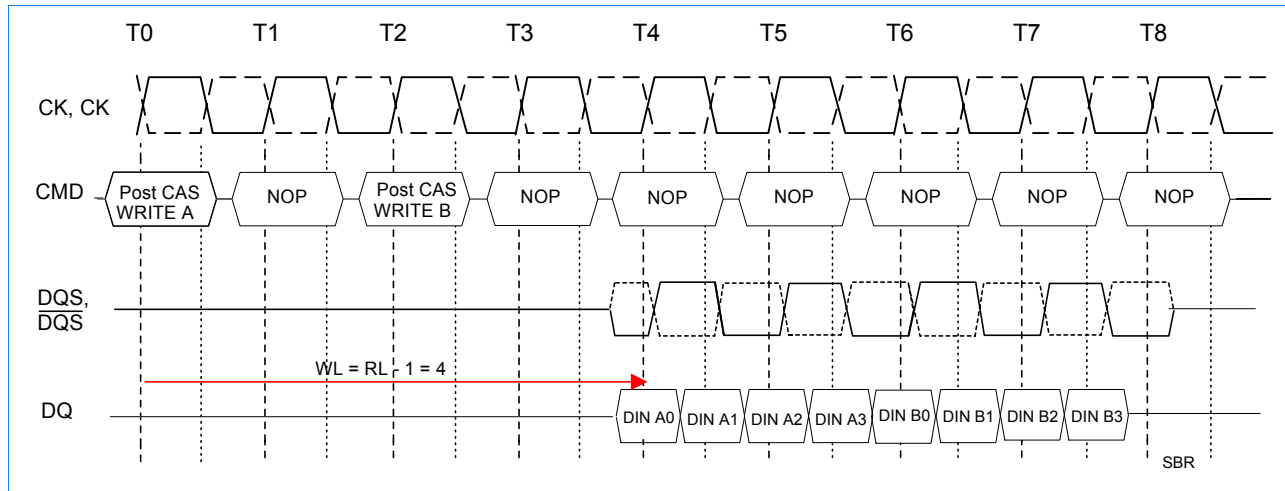 T0 T1 T2 T3 T4 T5 T6 T7 T8
CK, CK
CMD
Post CAS
WRITE A
NOP
Post CAS
WRITE B
NOP
NOP
NOP
NOP
NOP
NOP
DQS,
DQS
WL = RL - 1 = 4
DQ
DIN A0 DIN A1 DIN A2 DIN A3 DIN B0 DIN B1 DIN B2 DIN B3
SBR